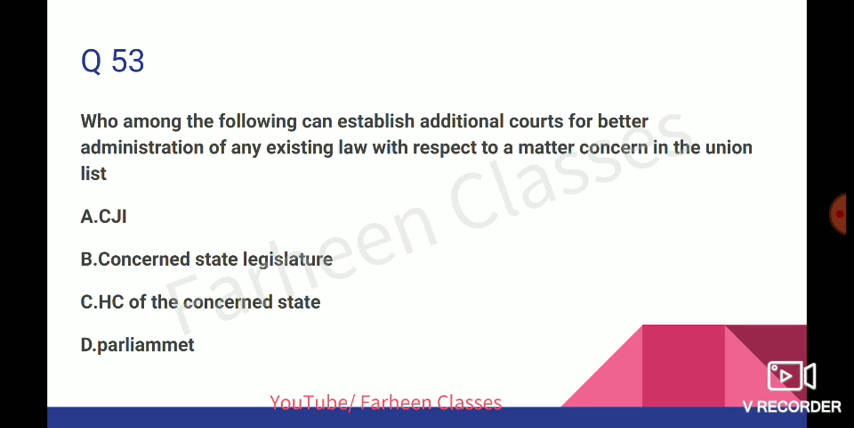 Q 53
Who among the following can establish additional courts for better
administration of any existing law with respect to a matter concern in the union
list
A.CJI
B.Concerned state legislature
C.HC of the concerned state
D.parliammet
Farheen Classes
YouTube/ Farheen Classes
V RECORDER